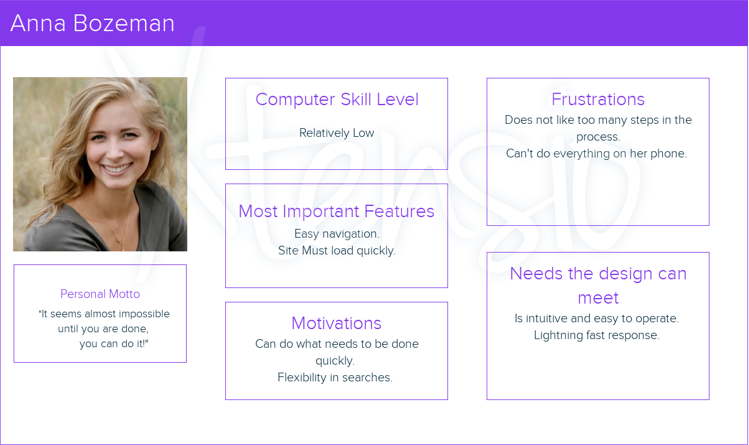 Anna Bozeman
Computer Skill Level
Relatively Low
Frustrations
Does not like too many steps in the
process.
Can't do everything on her phone.
Most Important Features
Easy navigation.
Site Must load quickly.
Personal Motto
"It seems almost impossible
until you are done,
you can do it!"
Motivations
Can do what needs to be done
quickly.
Flexibility in searches.
Needs the design can
meet
Is intuitive and easy to operate.
Lightning fast response.
Xtensio